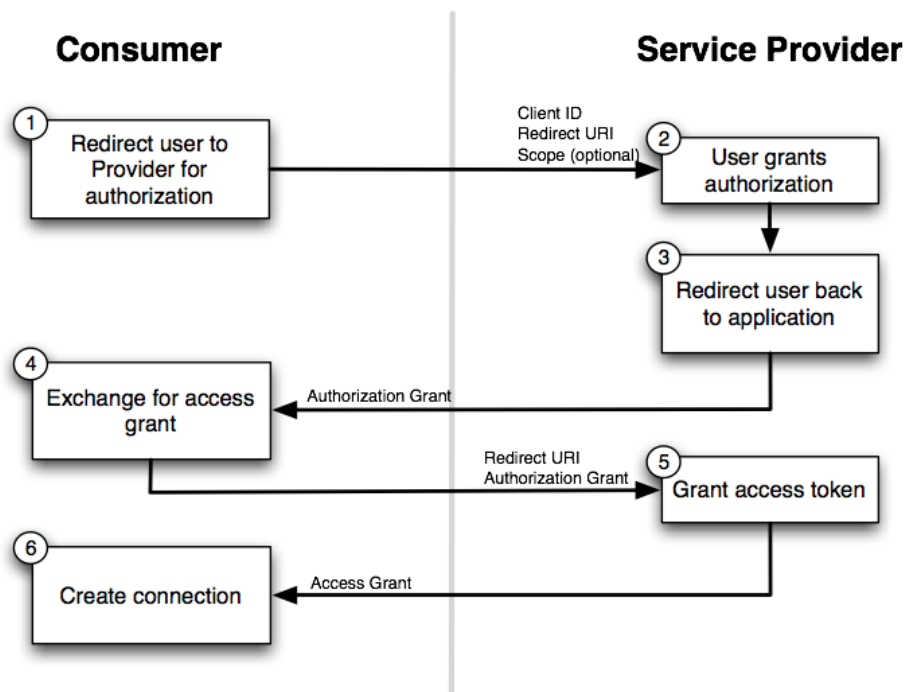 Consumer
Service Provider
1
Redirect user to
Provider for
authorization
Client ID
Redirect URI
Scope (optional)
2
User grants
authorization
3
Redirect user back
to application
4
Exchange for access
grant
Authorization Grant
Redirect URI
Authorization Grant
5
Grant access token
6
Create connection
Access Grant